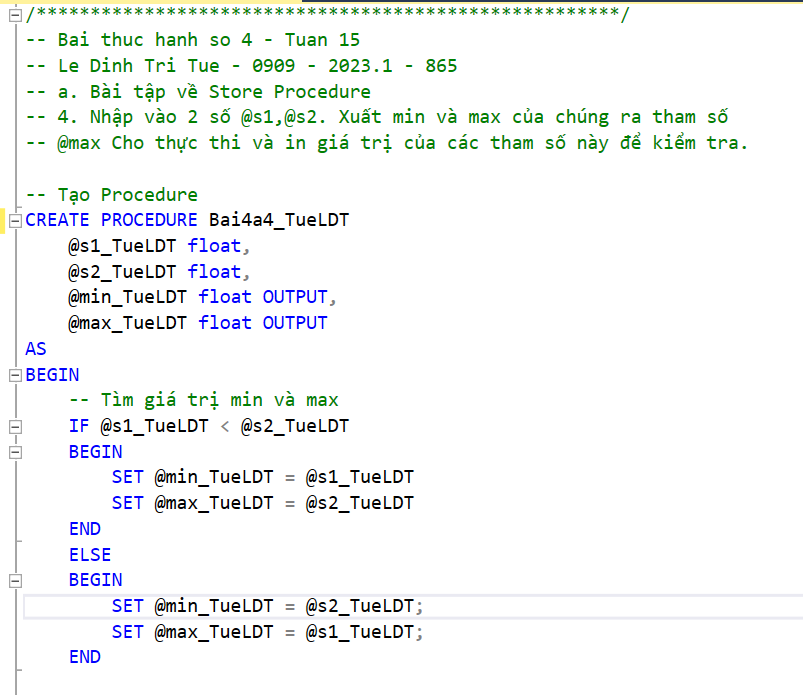 /******************************************************/
-- Bai thuc hanh so 4 - Tuan 15
-- Le Dinh Tri Tue - 0909 - 2023.1 - 865
-- a. Bài tập về Store Procedure
-- 4. Nhập vào 2 số @s1,@s2. Xuất min và max của chúng ra tham số
-- @max Cho thực thi và in giá trị của các tham số này để kiểm tra.
-- Tạo Procedure
CREATE PROCEDURE Bai4a4_TueLDT
@s1_TueLDT float,
@s2_TueLDT float,
@min_TueLDT float OUTPUT,
@max_TueLDT float OUTPUT
AS
BEGIN
-- Tìm giá trị min và max
IF @s1_TueLDT < @s2_TueLDT
BEGIN
SET @min_TueLDT = @s1_TueLDT
SET @max_TueLDT = @s2_TueLDT
END
ELSE
BEGIN
SET @min_TueLDT = @s2_TueLDT;
SET @max_TueLDT = @s1_TueLDT;
END